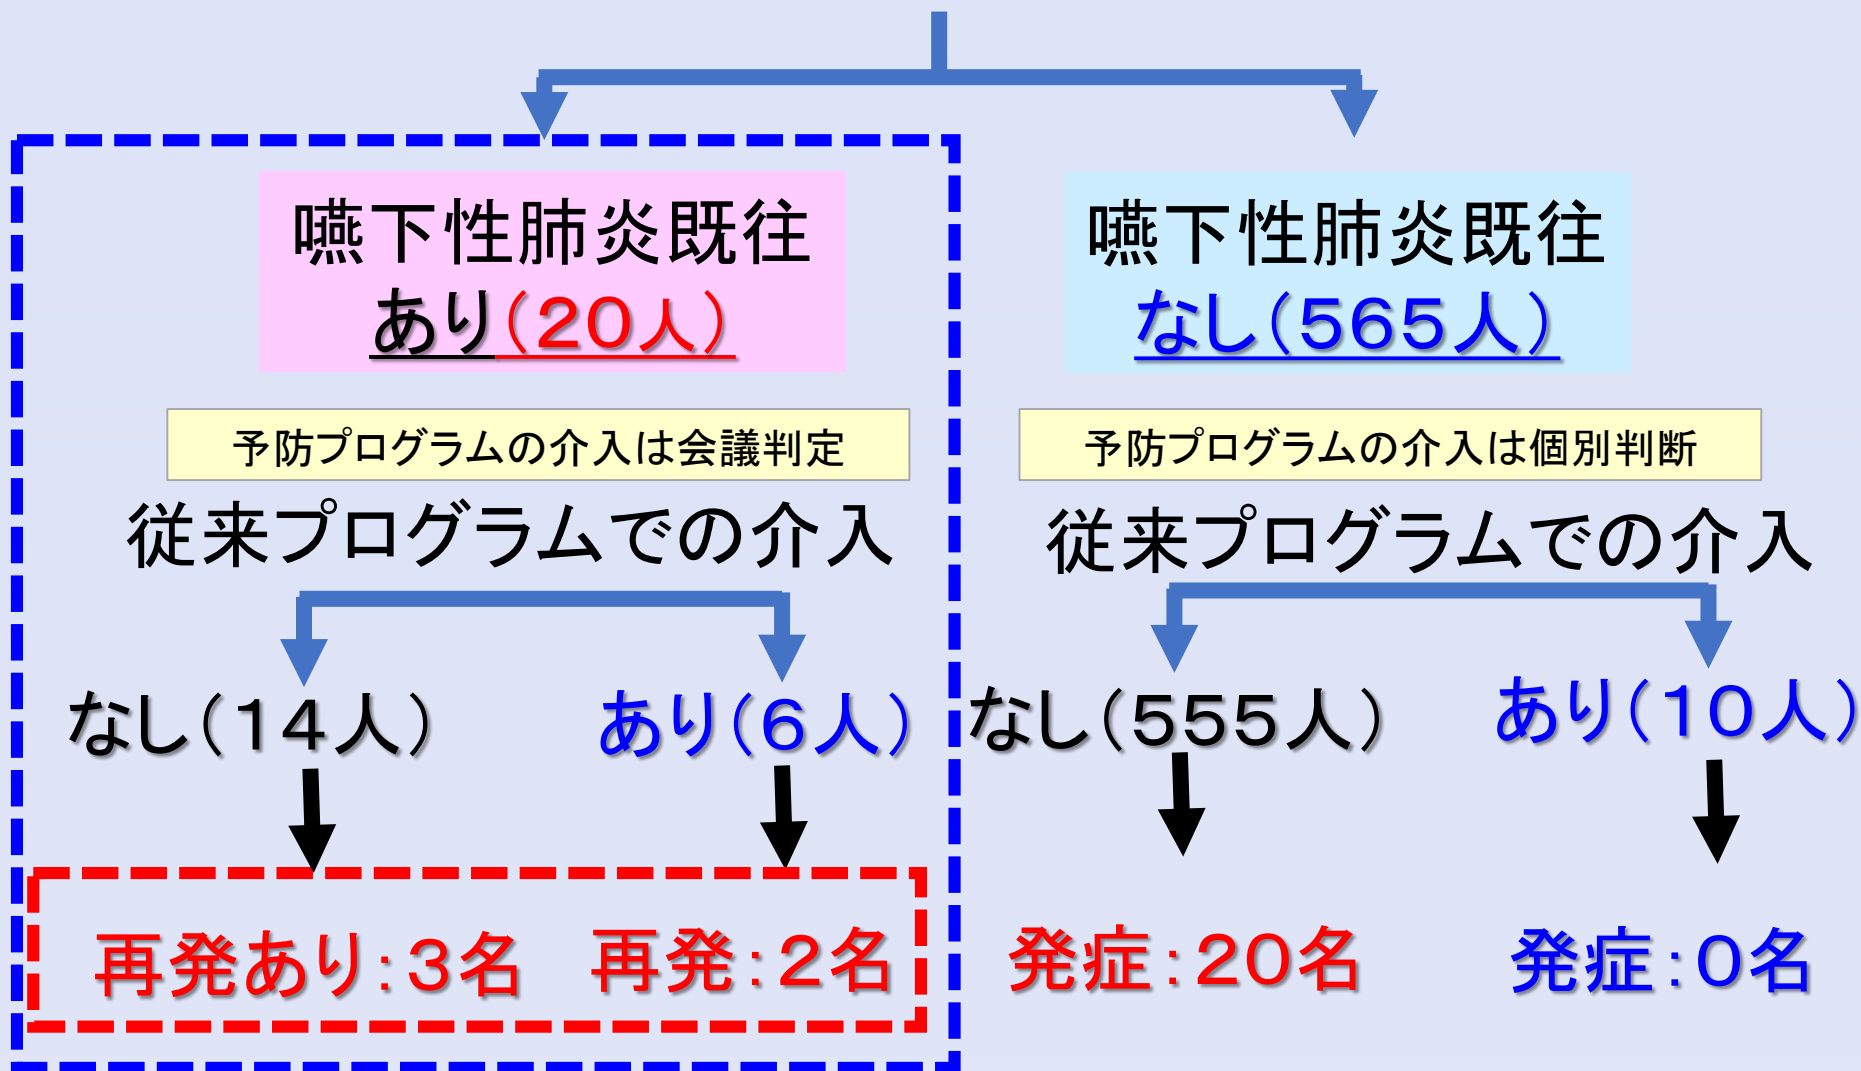 嚥下性肺炎既往
あり(20人)
予防プログラムの介入は会議判定
従来プログラムでの介入
なし(14人)
あり(6人)
再発あり:3名
再発:2名
嚥下性肺炎既往
なし(565人)
予防プログラムの介入は個別判断
従来プログラムでの介入
なし(555人)
あり(10人)
発症:20名
発症:0名